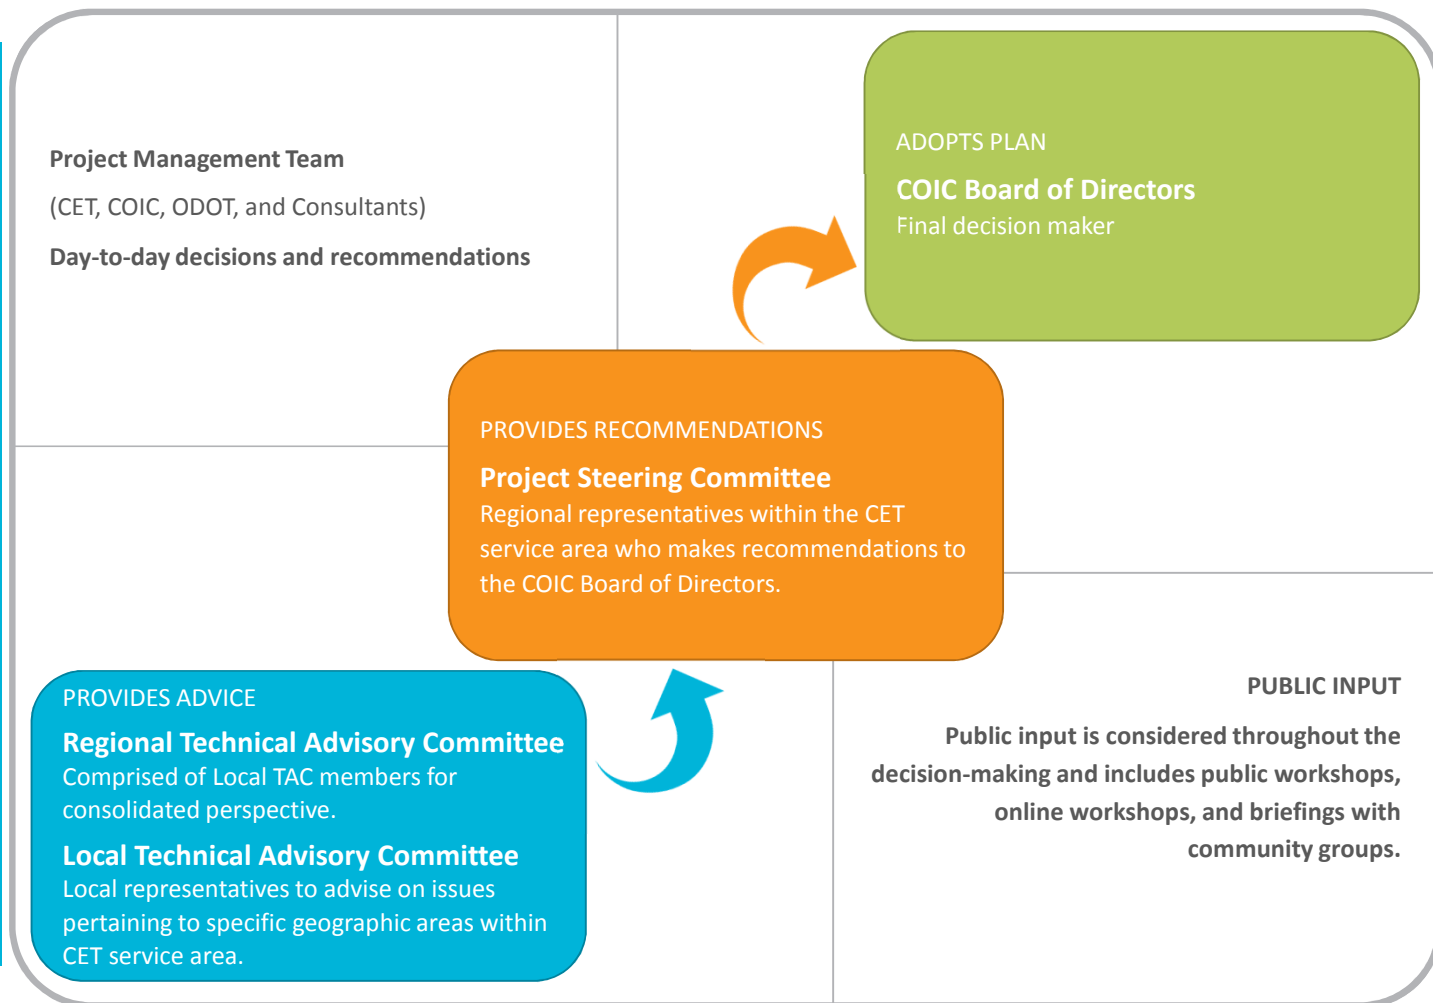 Project Management Team
(CET, COIC, ODOT, and Consultants)
Day-to-day decisions and recommendations
ADOPTS PLAN
COIC Board of Directors
Final decision maker
PROVIDES RECOMMENDATIONS
Project Steering Committee
Regional representatives within the CET
service area who makes recommendations to
the COIC Board of Directors.
PROVIDES ADVICE
Regional Technical Advisory Committee
Comprised of Local TAC members for
consolidated perspective.
Local Technical Advisory Committee
Local representatives to advise on issues
pertaining to specific geographic areas within
CET service area.
PUBLIC INPUT
Public input is considered throughout the
decision-making and includes public workshops,
online workshops, and briefings with
community groups.